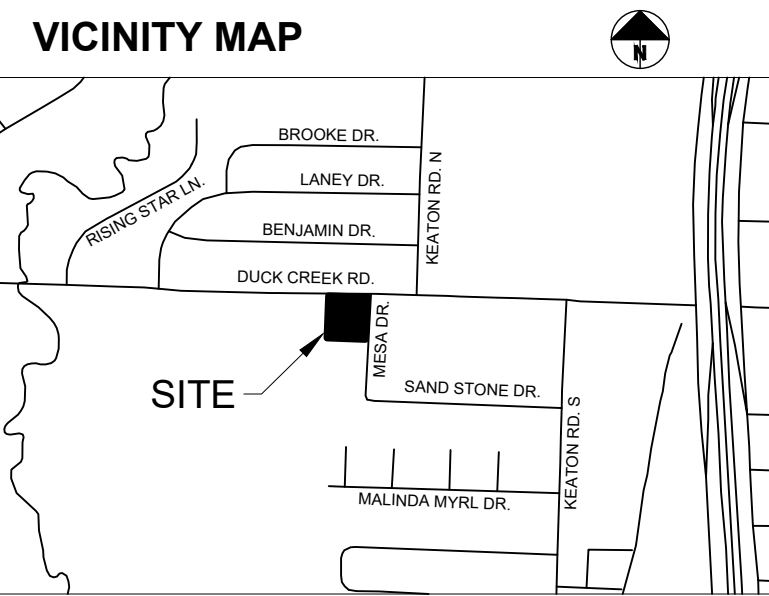 VICINITY MAP
N
BROOKE DR.
LANEY DR.
KEATON RD. N
RISING STAR LN.
BENJAMIN DR.
DUCK CREEK RD.
MESA DR.
SITE
SAND STONE DR.
KEATON RD. S
MALINDA MYRL DR.